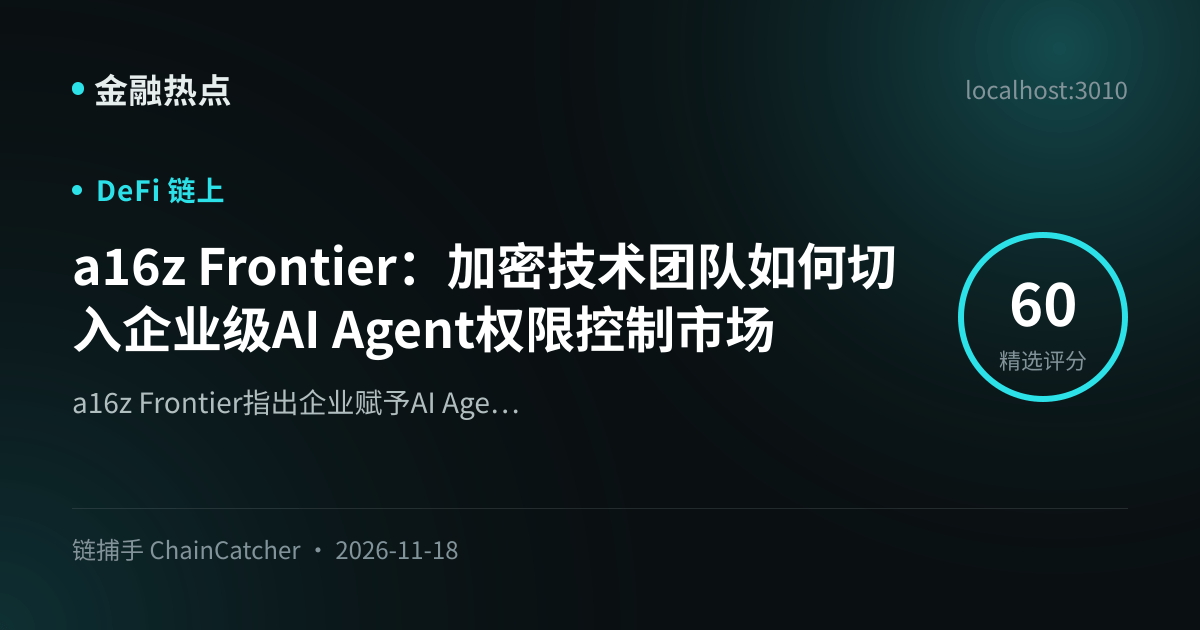 金融热点
localhost:3010
DeFi 链上
a16z Frontier：加密技术团队如何切
入企业级AI Agent权限控制市场
60
精选评分
a16z Frontier指出企业赋予AI Age…
链捕手 ChainCatcher · 2026-11-18